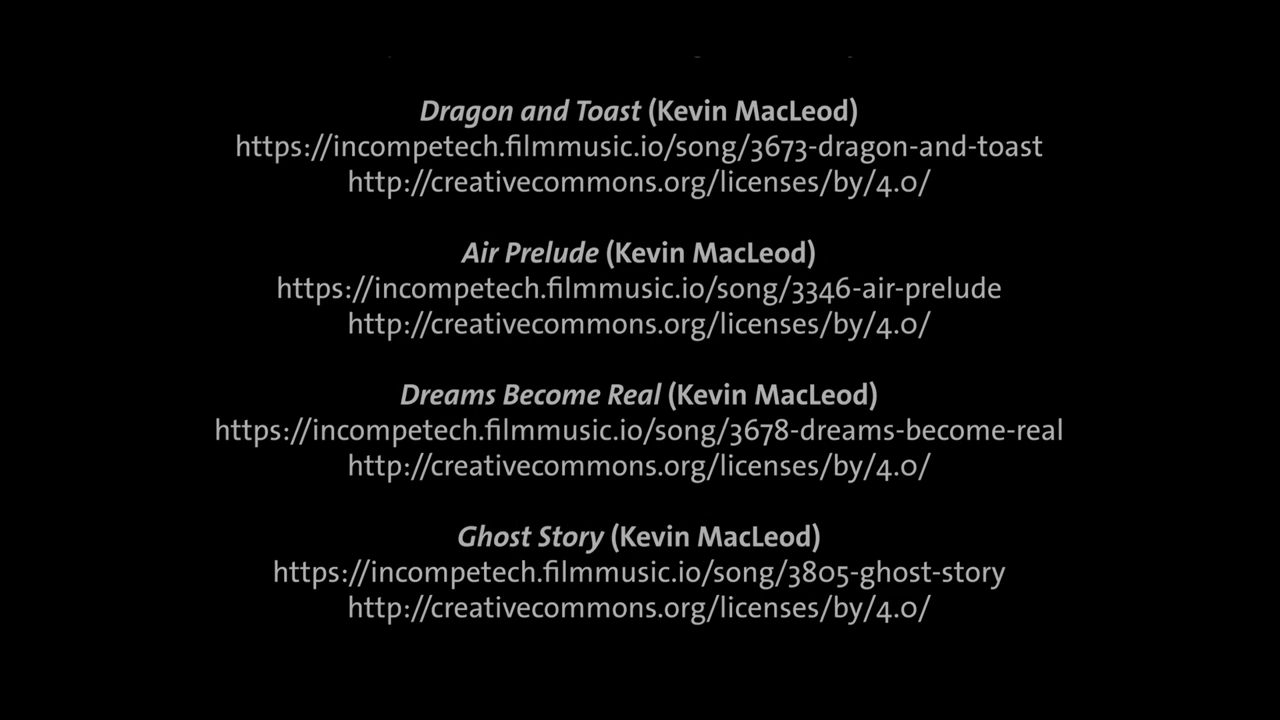 Dragon and Toast (Kevin MacLeod)
https://incompetech.filmmusic.io/song/3673-dragon-and-toast
http://creativecommons.org/licenses/by/4.0/
Air Prelude (Kevin MacLeod)
https://incompetech.filmmusic.io/song/3346-air-prelude
http://creativecommons.org/licenses/by/4.0/
Dreams Become Real (Kevin MacLeod)
https://incompetech.filmmusic.io/song/3678-dreams-become-real
http://creativecommons.org/licenses/by/4.0/
Ghost Story (Kevin MacLeod)
https://incompetech.filmmusic.io/song/3805-ghost-story
http://creativecommons.org/licenses/by/4.0/